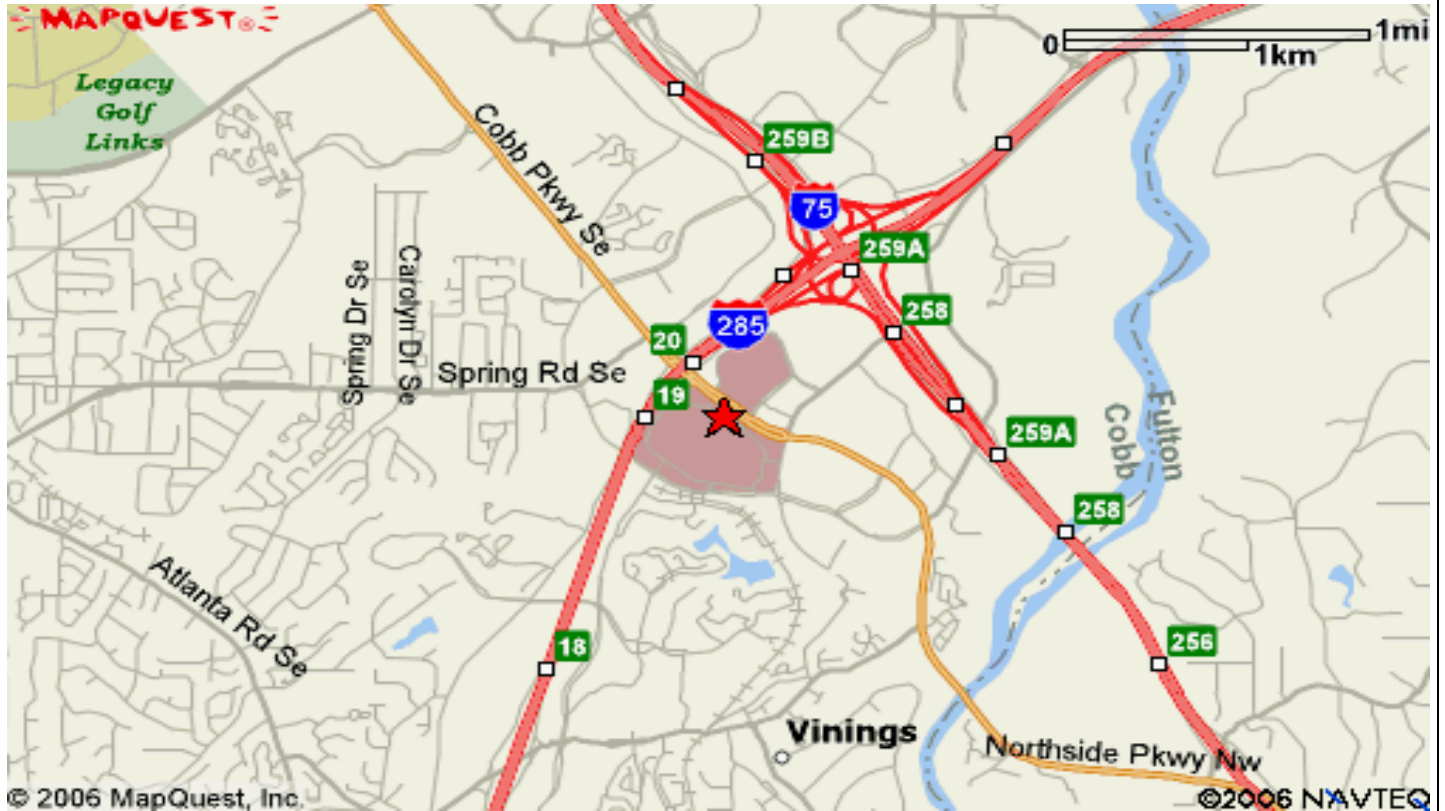 MAPQUEST®
0
1mi
1km
Legacy
Golf
Links
Cobb Pkwy Se
259B
75
259A
258
285
20
Spring Dr Se
Carolyn Dr Se
Spring Rd Se
19
259A
Cobb
Fulton
258
Atlanta Rd Se
18
256
Vinings
Northside Pkwy Nw
© 2006 MapQuest, Inc.
©2006 NAVTEQ